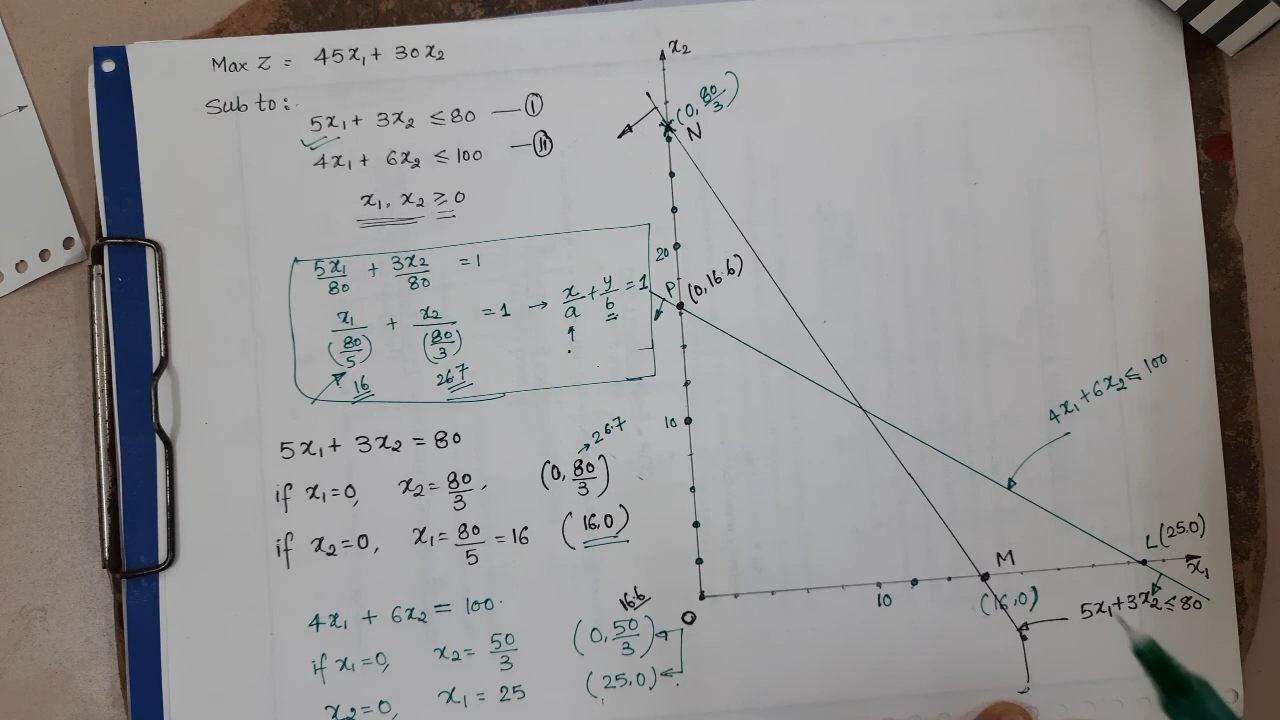 Max Z = 45x₁ + 30x₂
Sub to:
5x₁ + 3x₂ ≤ 80 — I
4x₁ + 6x₂ ≤ 100 — II
x₁, x₂ ≥ 0
5x₁/80 + 3x₂/80 = 1
x₁/(80/5) + x₂/(80/3) = 1 → x/a + y/b = 1
16 267
5x₁ + 3x₂ = 80
→ 267
if x₁=0, x₂ = 80/3. (0, 80/3)
if x₂=0, x₁ = 80/5 = 16 (16,0)
4x₁ + 6x₂ = 100.
16.6
if x₁=0, x₂ = 50/3 (0, 50/3)
x₂=0, x₁ = 25 (25,0)
x₂
(0, 80/3)
N
20
P (0, 16.6)
10
4x₁+6x₂ ≤ 100
O
10
M
(16,0)
L(25,0)
x₁
5x₁+3x₂ ≤ 80